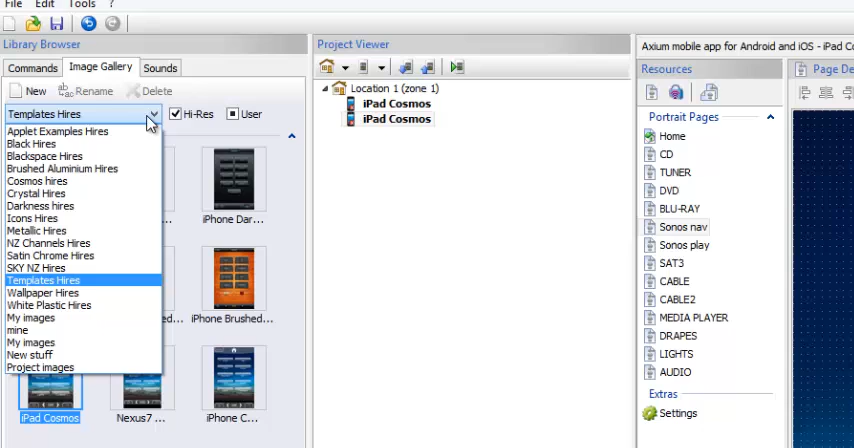 File Edit Tools ?
Library Browser
Commands Image Gallery Sounds
New Rename Delete
Templates Hires Hi-Res User
Applet Examples Hires
Black Hires
Blackspace Hires
Brushed Aluminium Hires
Cosmos hires
Crystal Hires
Darkness hires
Icons Hires
Metallic Hires
NZ Channels Hires
Satin Chrome Hires
SKY NZ Hires
Templates Hires
Wallpaper Hires
White Plastic Hires
My images
mine
My images
New stuff
Project images
iPhone Dar...
ed... iPhone Brushed...
iPad Cosmos Nexus7 ... iPhone C...
Project Viewer
Location 1 (zone 1)
iPad Cosmos
iPad Cosmos
Axium mobile app for Android and iOS - iPad Co
Resources
Portrait Pages
Home
CD
TUNER
DVD
BLU-RAY
Sonos nav
Sonos play
SAT3
CABLE
CABLE2
MEDIA PLAYER
DRAPES
LIGHTS
AUDIO
Extras
Settings
Page De